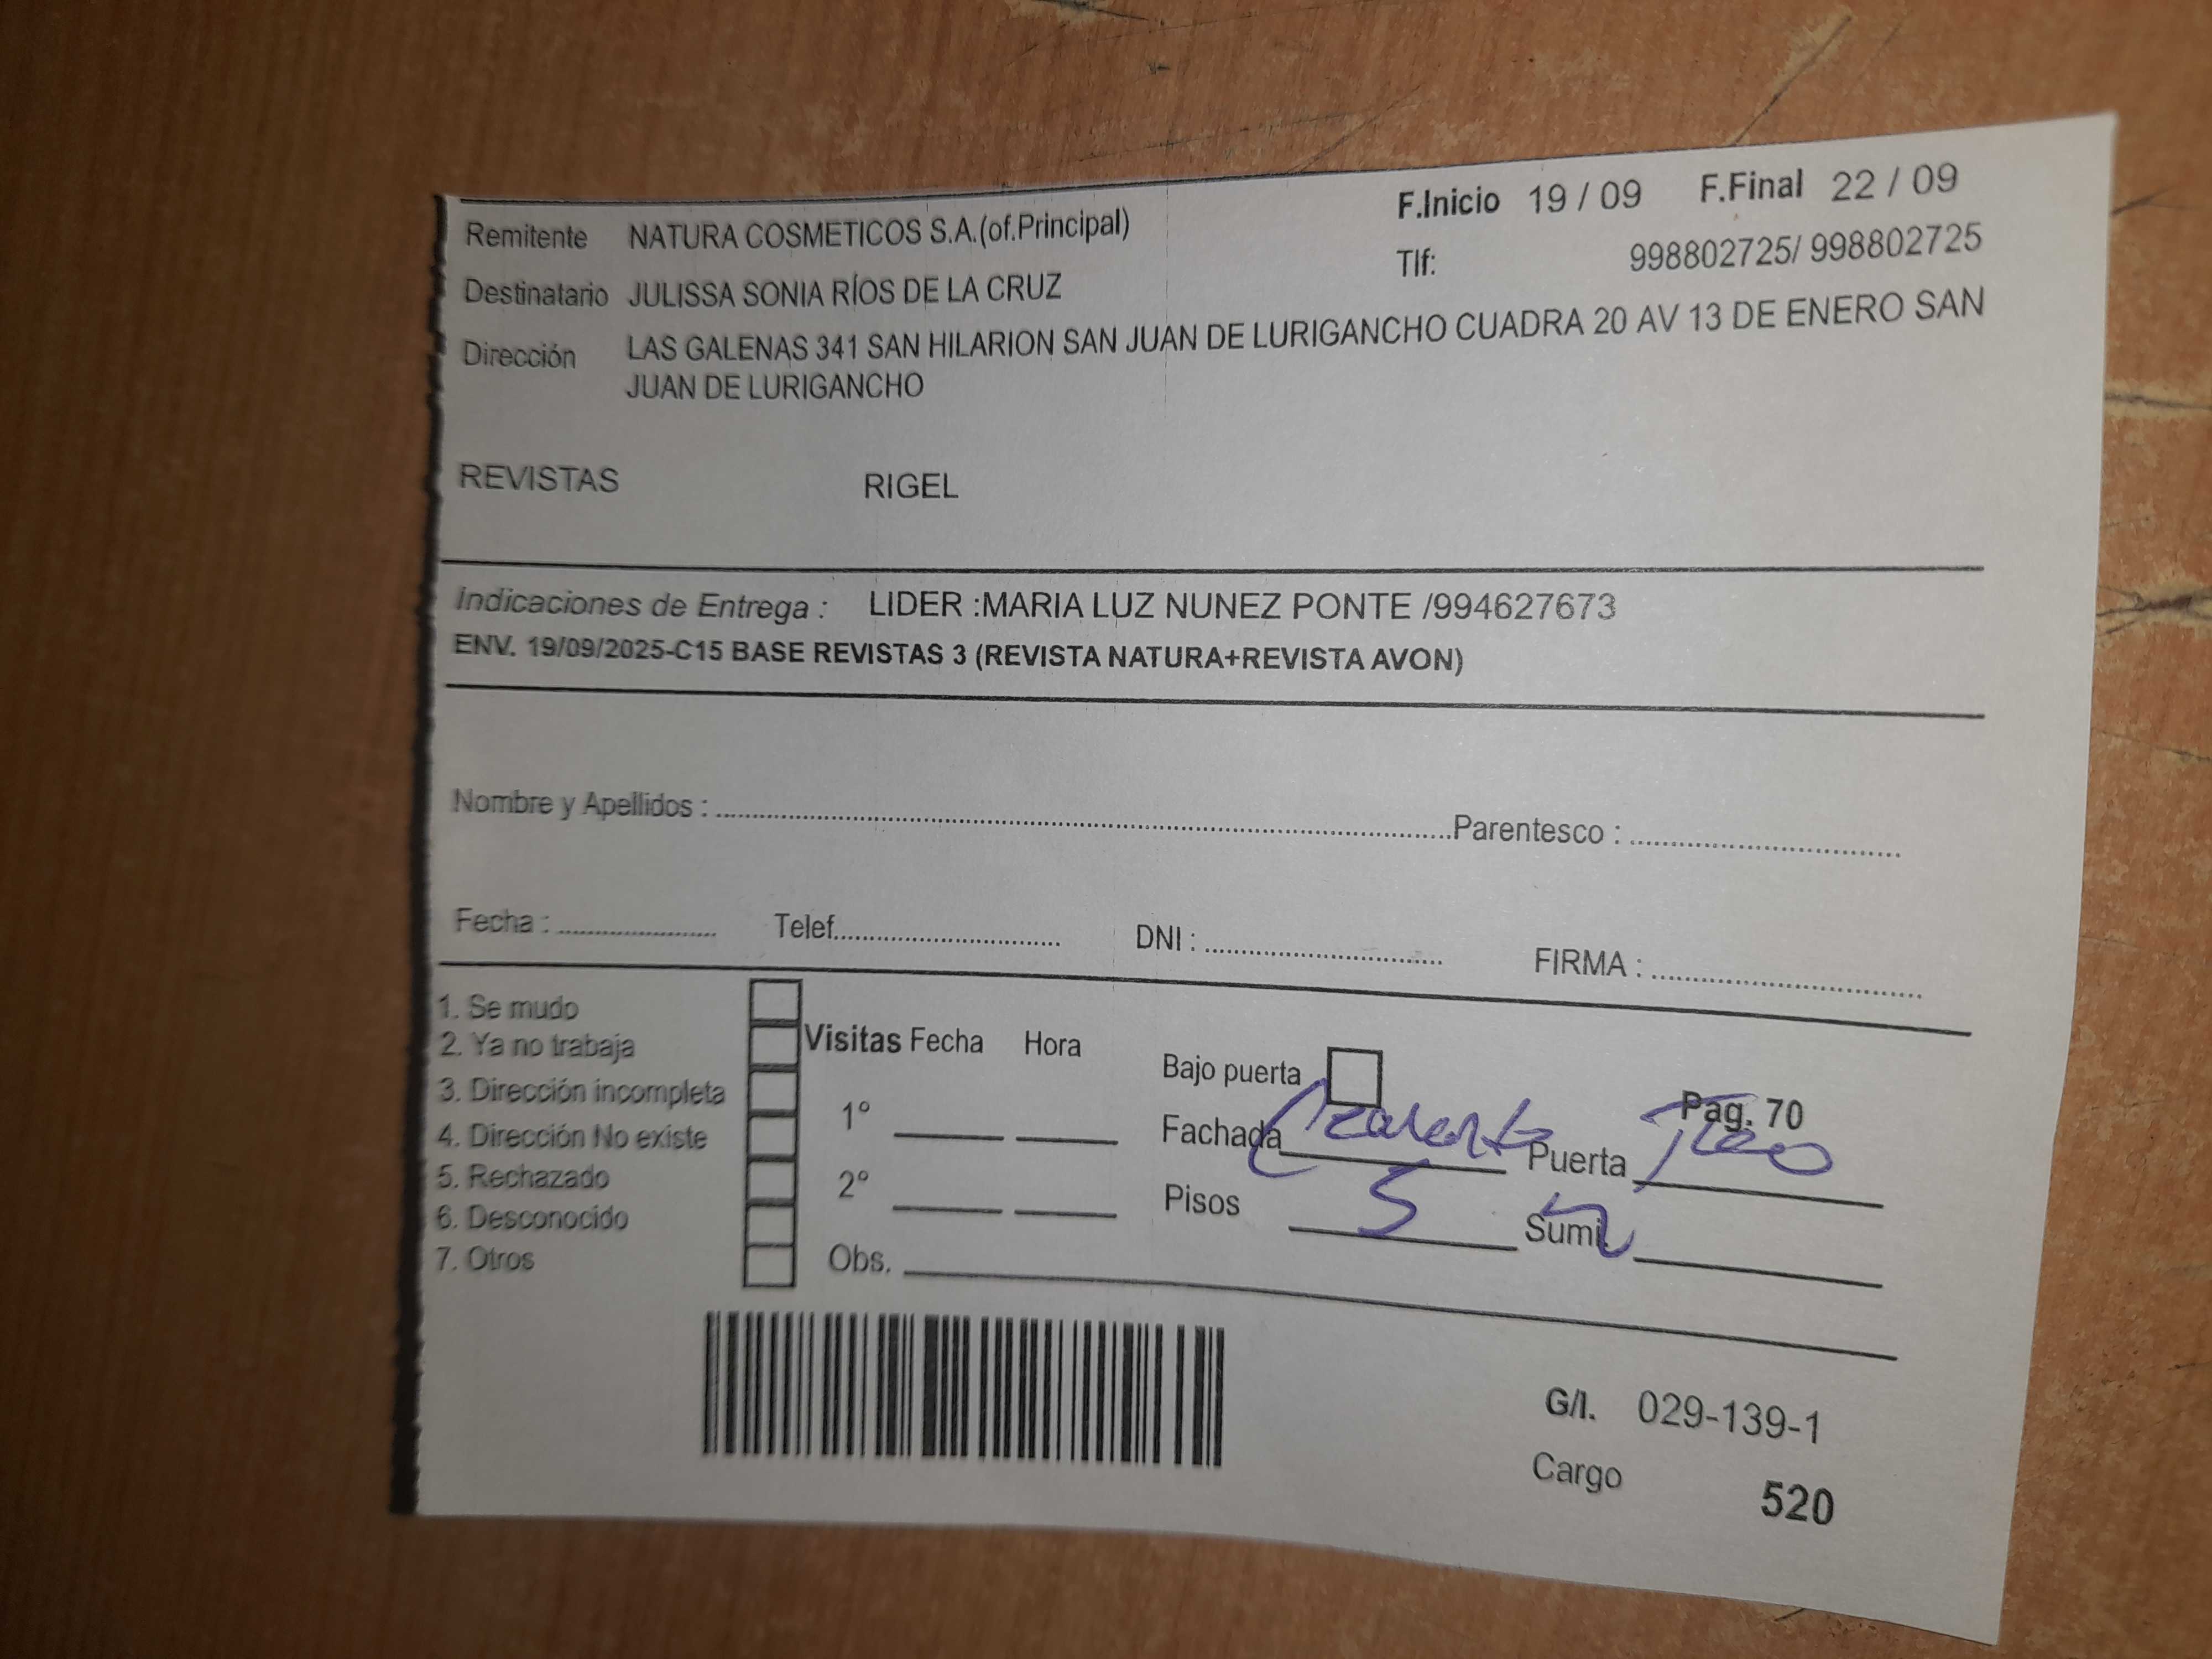 Remitente NATURA COSMETICOS S.A.(of.Principal) F.Inicio 19 / 09 F.Final 22 / 09
Destinatario JULISSA SONIA RÍOS DE LA CRUZ Tlf: 998802725/ 998802725
Dirección LAS GALENAS 341 SAN HILARION SAN JUAN DE LURIGANCHO CUADRA 20 AV 13 DE ENERO SAN
JUAN DE LURIGANCHO
REVISTAS RIGEL
Indicaciones de Entrega : LIDER :MARIA LUZ NUNEZ PONTE /994627673
ENV. 19/09/2025-C15 BASE REVISTAS 3 (REVISTA NATURA+REVISTA AVON)
Nombre y Apellidos : Parentesco :
Fecha : Telef. DNI : FIRMA :
1. Se mudo
2. Ya no trabaja Visitas Fecha Hora Bajo puerta
3. Dirección incompleta 1° Pag. 70
4. Dirección No existe Fachada Puerta
5. Rechazado 2° Pisos 5 Sumi.
6. Desconocido
7. Otros Obs.
G/I. 029-139-1
Cargo 520